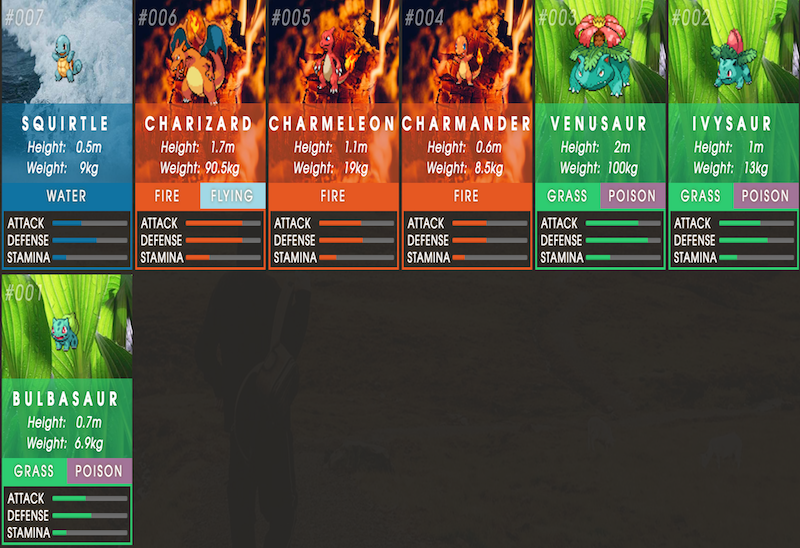 #007
SQUIRTLE
Height: 0.5m
Weight: 9kg
WATER
ATTACK
DEFENSE
STAMINA
#006
CHARIZARD
Height: 1.7m
Weight: 90.5kg
FIRE FLYING
ATTACK
DEFENSE
STAMINA
#005
CHARMELEON
Height: 1.1m
Weight: 19kg
FIRE
ATTACK
DEFENSE
STAMINA
#004
CHARMANDER
Height: 0.6m
Weight: 8.5kg
FIRE
ATTACK
DEFENSE
STAMINA
#003
VENUSAUR
Height: 2m
Weight: 100kg
GRASS POISON
ATTACK
DEFENSE
STAMINA
#002
IVYSAUR
Height: 1m
Weight: 13kg
GRASS POISON
ATTACK
DEFENSE
STAMINA
#001
BULBASAUR
Height: 0.7m
Weight: 6.9kg
GRASS POISON
ATTACK
DEFENSE
STAMINA